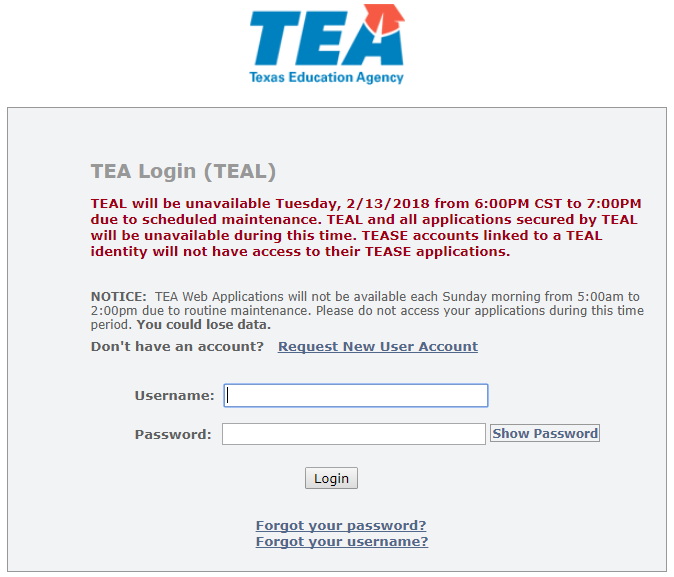 TEA
Texas Education Agency
TEA Login (TEAL)
TEAL will be unavailable Tuesday, 2/13/2018 from 6:00PM CST to 7:00PM
due to scheduled maintenance. TEAL and all applications secured by TEAL
will be unavailable during this time. TEASE accounts linked to a TEAL
identity will not have access to their TEASE applications.
NOTICE: TEA Web Applications will not be available each Sunday morning from 5:00am to
2:00pm due to routine maintenance. Please do not access your applications during this time
period. You could lose data.
Don't have an account? Request New User Account
Username:
Password: Show Password
Login
Forgot your password?
Forgot your username?